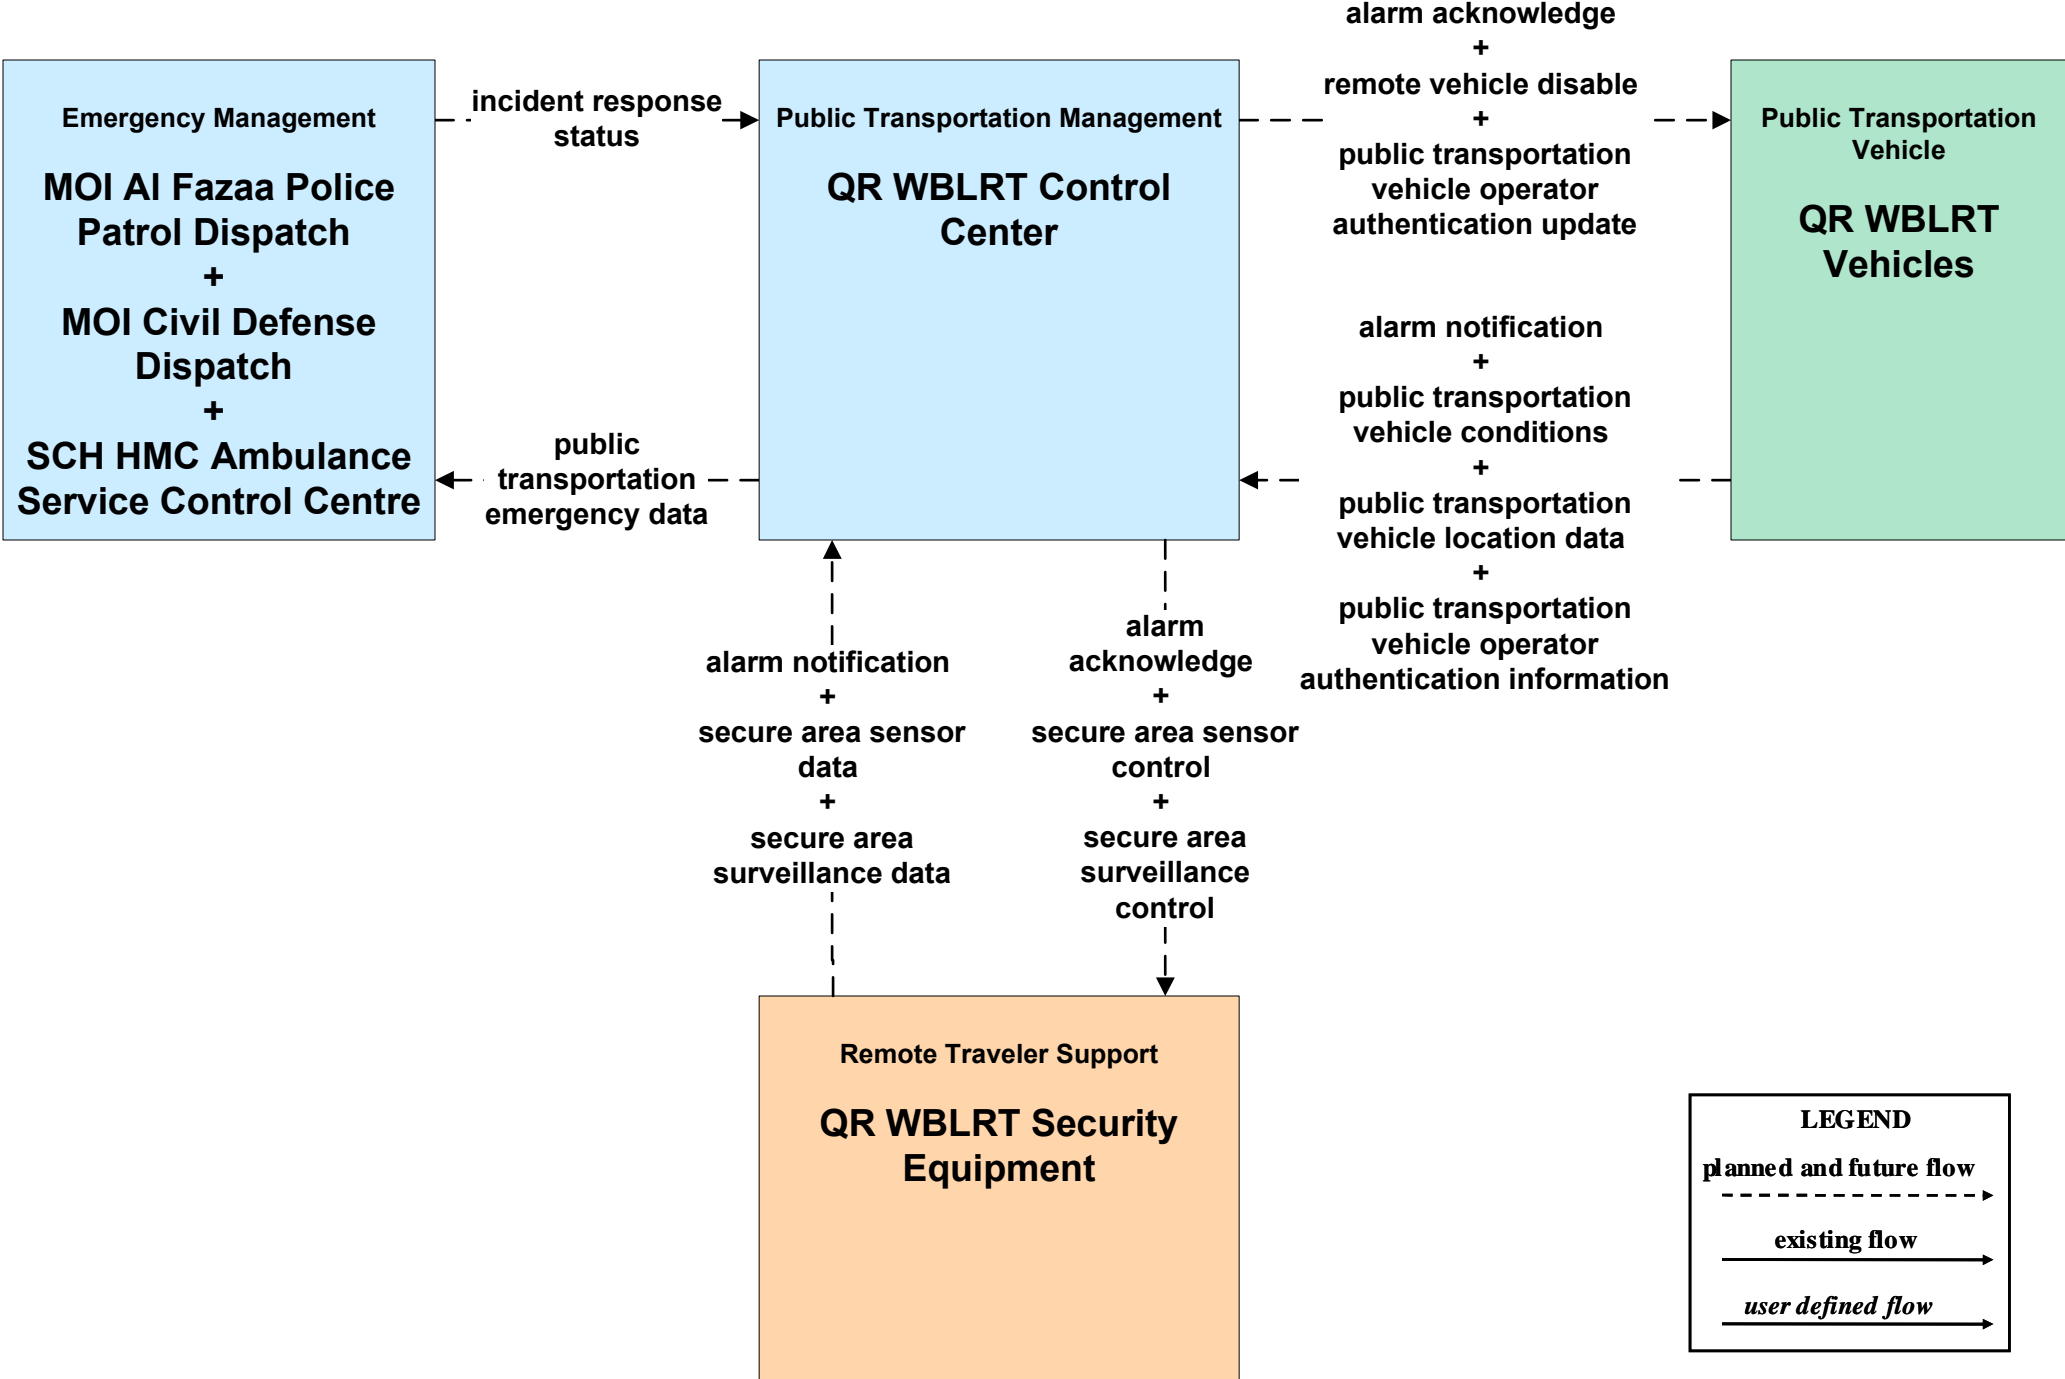 Emergency Management
MOI Al Fazaa Police
Patrol Dispatch
+
MOI Civil Defense
Dispatch
+
SCH HMC Ambulance
Service Control Centre
incident response
status
public
transportation
emergency data
Public Transportation Management
QR WBLRT Control
Center
alarm acknowledge
+
remote vehicle disable
+
public transportation
vehicle operator
authentication update
alarm notification
+
public transportation
vehicle conditions
+
public transportation
vehicle location data
+
public transportation
vehicle operator
authentication information
Public Transportation
Vehicle
QR WBLRT
Vehicles
alarm notification
+
secure area sensor
data
+
secure area
surveillance data
alarm
acknowledge
+
secure area sensor
control
+
secure area
surveillance
control
Remote Traveler Support
QR WBLRT Security
Equipment
LEGEND
planned and future flow
existing flow
user defined flow